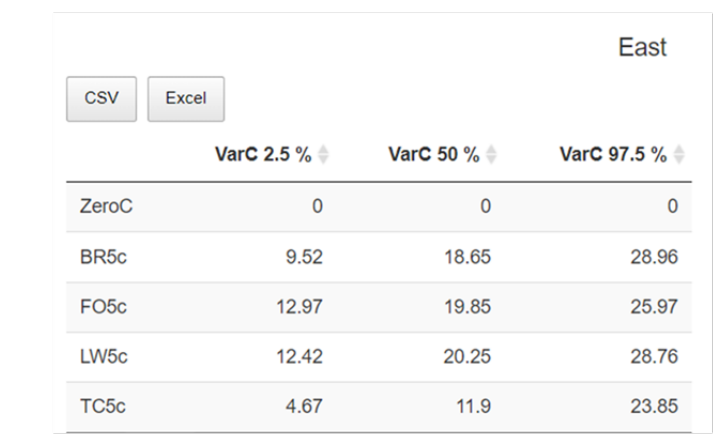 East
CSV Excel
VarC 2.5 % VarC 50 % VarC 97.5 %
ZeroC 0 0 0
BR5c 9.52 18.65 28.96
FO5c 12.97 19.85 25.97
LW5c 12.42 20.25 28.76
TC5c 4.67 11.9 23.85